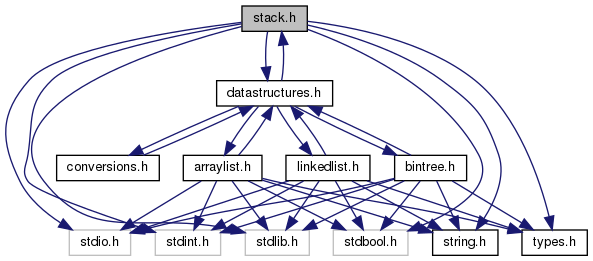 stack.h
datastructures.h
conversions.h
arraylist.h
linkedlist.h
bintree.h
stdio.h
stdint.h
stdlib.h
stdbool.h
string.h
types.h